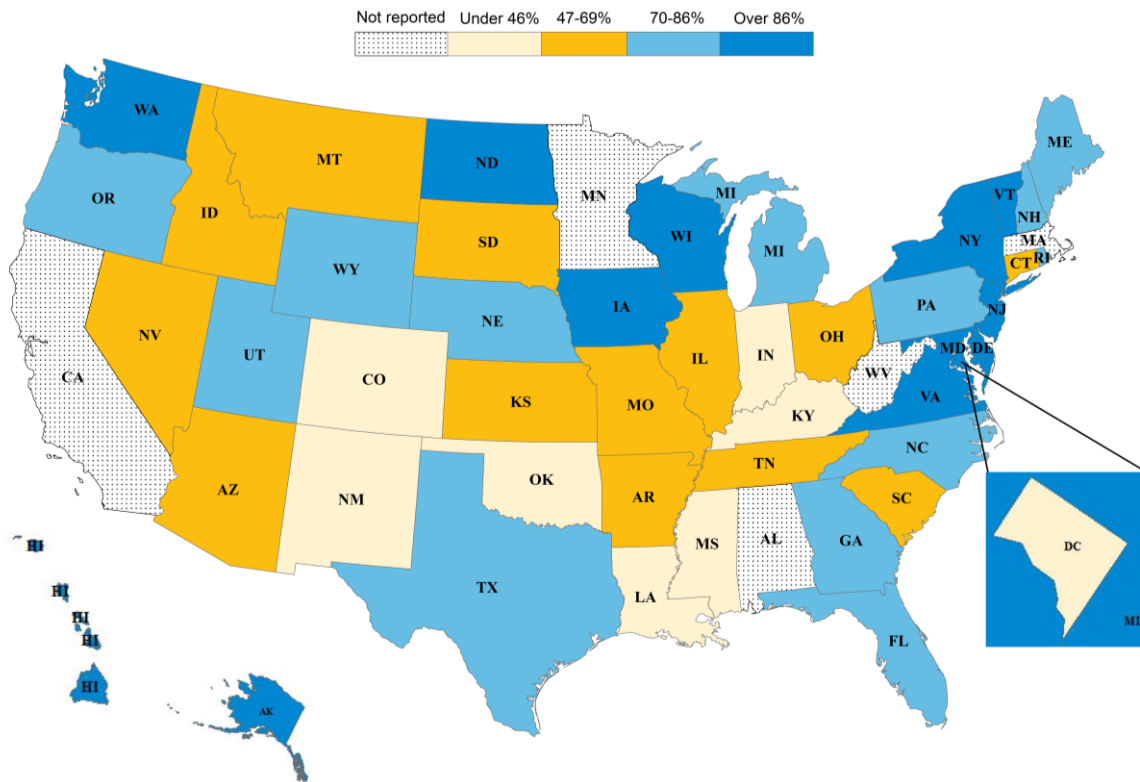 Not reported Under 46% 47-69% 70-86% Over 86%
WA
ME
MT
ND
VT
MN
OR
MI
NH
ID
WI
NY
MA
SD
MI
CT RI
WY
PA
IA
NJ
NE
OH
NV
MD DE
UT
IL
IN
CA
CO
WV
VA
KS
MO
KY
NC
TN
OK
AZ
AR
SC
NM
MS
AL
GA
HI
DC
TX
HI
LA
HI
MD
HI
FL
HI
AK